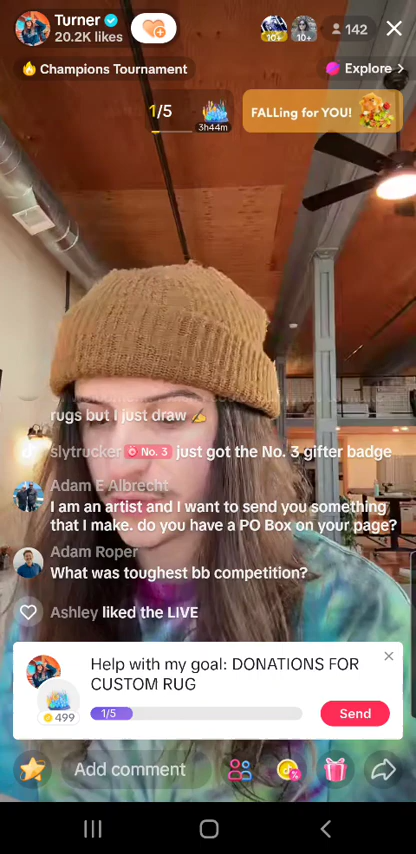 Turner
20.2K likes
10+ 10+ 142
Champions Tournament
Explore >
1/5
3h44m
FALLing for YOU!
rugs but I just draw ✍️
slytrucker No. 3 just got the No. 3 gifter badge
Adam E Albrecht
I am an artist and I want to send you something
that I make. do you have a PO Box on your page?
Adam Roper
What was toughest bb competition?
Ashley liked the LIVE
Help with my goal: DONATIONS FOR
CUSTOM RUG
499
1/5
Send
Add comment